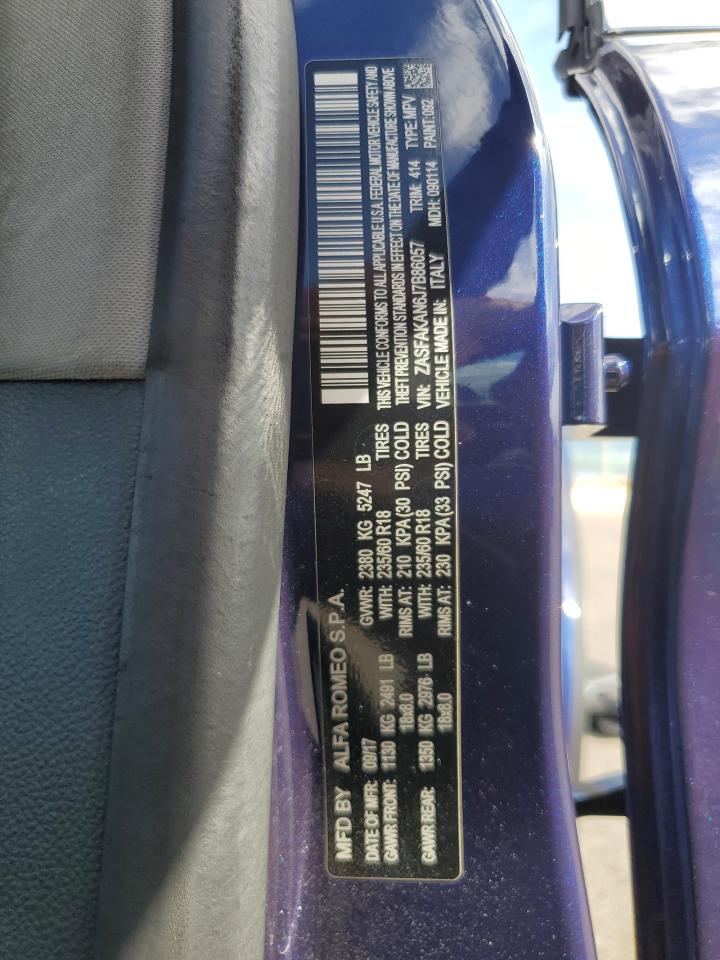 MFD BY ALFA ROMEO S.P.A.
DATE OF MFR: 09/17 GVWR: 2380 KG 5247 LB
GAWR FRONT: 1130 KG 2491 LB WITH: 235/60 R18 TIRES
18x8.0 RIMS AT: 210 KPA(30 PSI) COLD
GAWR REAR: 1350 KG 2976 LB WITH: 235/60 R18 TIRES
18x8.0 RIMS AT: 230 KPA(33 PSI) COLD
THIS VEHICLE CONFORMS TO ALL APPLICABLE U.S.A. FEDERAL MOTOR VEHICLE SAFETY AND
THEFT PREVENTION STANDARDS IN EFFECT ON THE DATE OF MANUFACTURE SHOWN ABOVE
VIN: ZASFAKAN6J7B86057 TRIM: 414 TYPE: MPV
VEHICLE MADE IN: ITALY MDH: 090114 PAINT: 092